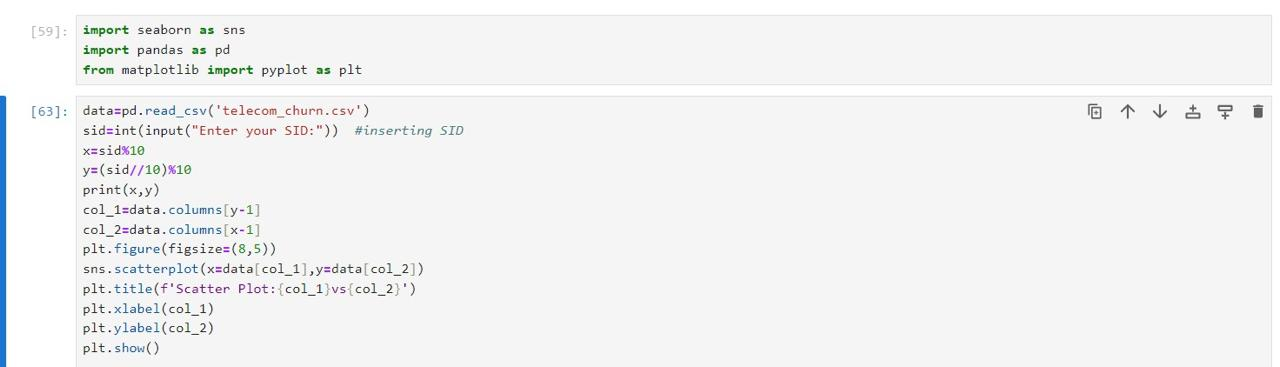 [59]: import seaborn as sns
import pandas as pd
from matplotlib import pyplot as plt
[63]: data=pd.read_csv('telecom_churn.csv')
sid=int(input("Enter your SID:"))  #inserting SID
x=sid%10
y=(sid//10)%10
print(x,y)
col_1=data.columns[y-1]
col_2=data.columns[x-1]
plt.figure(figsize=(8,5))
sns.scatterplot(x=data[col_1],y=data[col_2])
plt.title(f'Scatter Plot:{col_1}vs{col_2}')
plt.xlabel(col_1)
plt.ylabel(col_2)
plt.show()